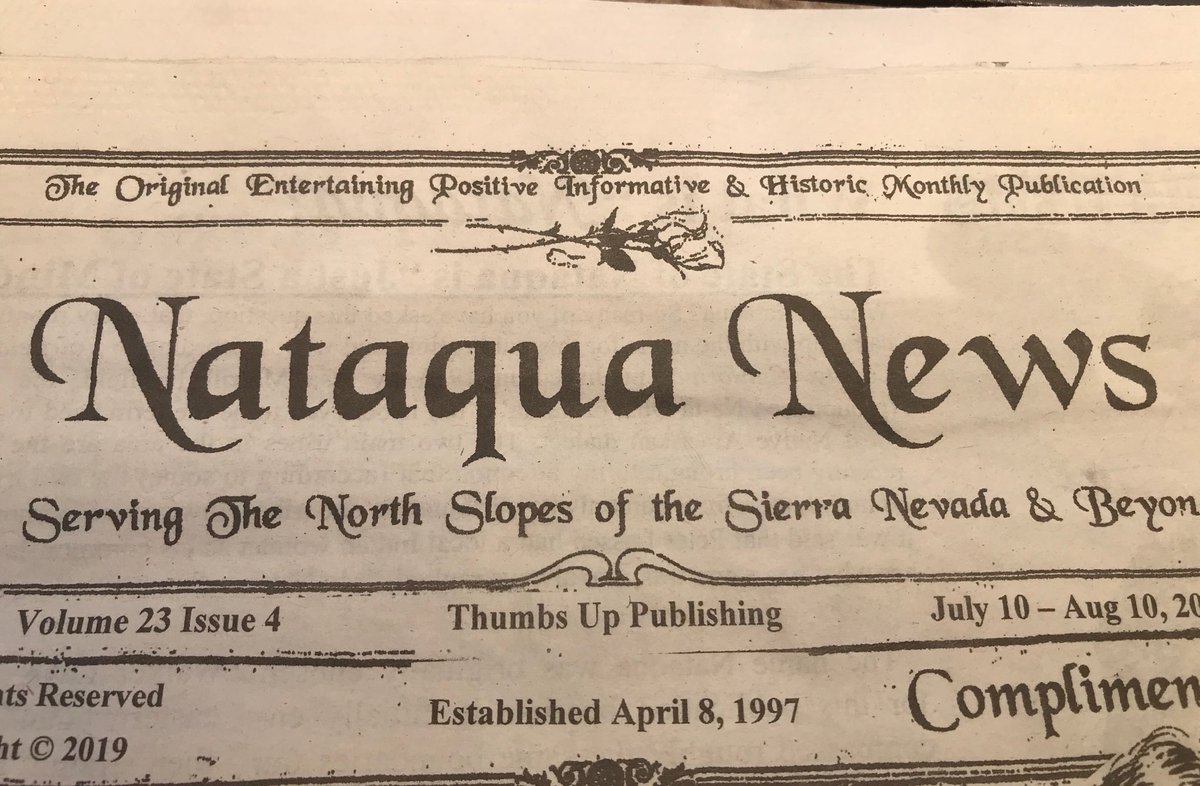 The Original Entertaining Positive Informative & Historic Monthly Publication
Nataqua News
Serving The North Slopes of the Sierra Nevada & Beyon
Volume 23 Issue 4 Thumbs Up Publishing July 10 – Aug 10, 20
ts Reserved Established April 8, 1997 Complimen
ht © 2019